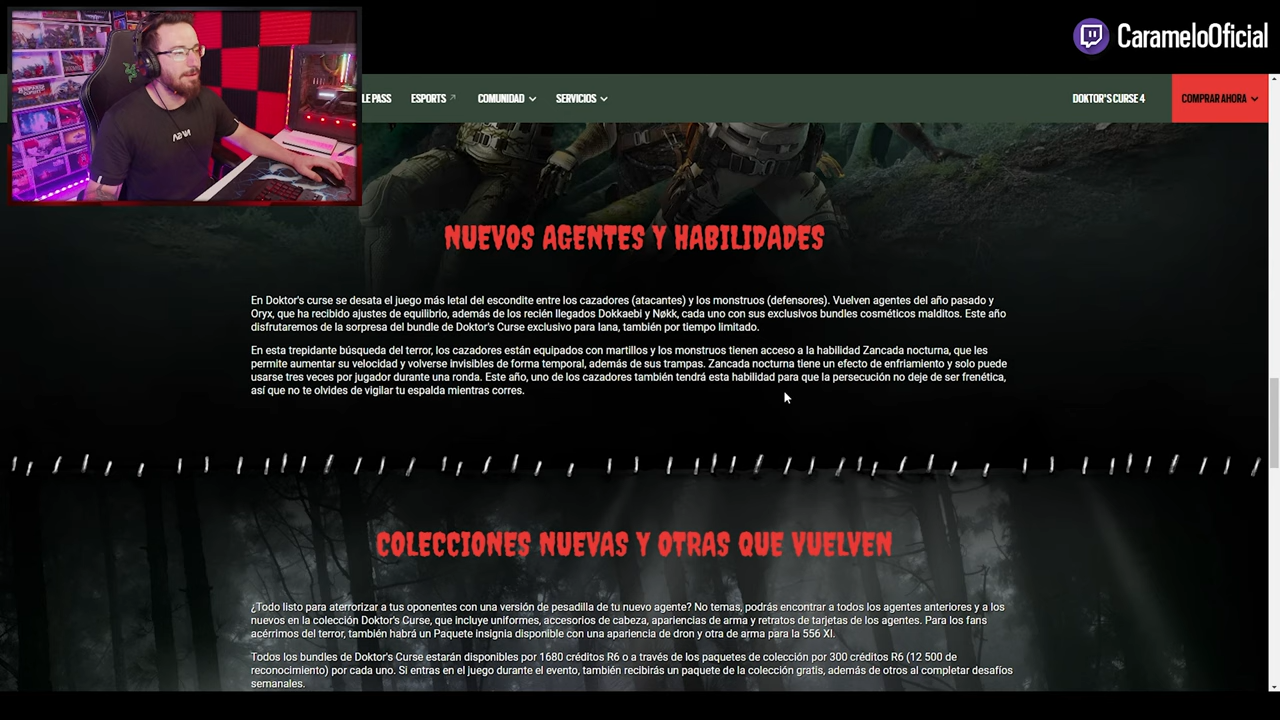 CarameloOficial
LE PASS
ESPORTS
COMUNIDAD
SERVICIOS
DOKTOR'S CURSE 4
COMPRAR AHORA
NUEVOS AGENTES Y HABILIDADES
En Doktor's curse se desata el juego más letal del escondite entre los cazadores (atacantes) y los monstruos (defensores). Vuelven agentes del año pasado y
Oryx, que ha recibido ajustes de equilibrio, además de los recién llegados Dokkaebi y Nøkk, cada uno con sus exclusivos bundles cosméticos malditos. Este año
disfrutaremos de la sorpresa del bundle de Doktor's Curse exclusivo para Iana, también por tiempo limitado.
En esta trepidante búsqueda del terror, los cazadores están equipados con martillos y los monstruos tienen acceso a la habilidad Zancada nocturna, que les
permite aumentar su velocidad y volverse invisibles de forma temporal, además de sus trampas. Zancada nocturna tiene un efecto de enfriamiento y solo puede
usarse tres veces por jugador durante una ronda. Este año, uno de los cazadores también tendrá esta habilidad para que la persecución no deje de ser frenética,
así que no te olvides de vigilar tu espalda mientras corres.
COLECCIONES NUEVAS Y OTRAS QUE VUELVEN
¿Todo listo para aterrorizar a tus oponentes con una versión de pesadilla de tu nuevo agente? No temas, podrás encontrar a todos los agentes anteriores y a los
nuevos en la colección Doktor's Curse, que incluye uniformes, accesorios de cabeza, apariencias de arma y retratos de tarjetas de los agentes. Para los fans
acérrimos del terror, también habrá un Paquete insignia disponible con una apariencia de dron y otra de arma para la 556 XI.
Todos los bundles de Doktor's Curse estarán disponibles por 1680 créditos R6 o a través de los paquetes de colección por 300 créditos R6 (12 500 de
reconocimiento) por cada uno. Si entras en el juego durante el evento, también recibirás un paquete de la colección gratis, además de otros al completar desafíos
semanales.